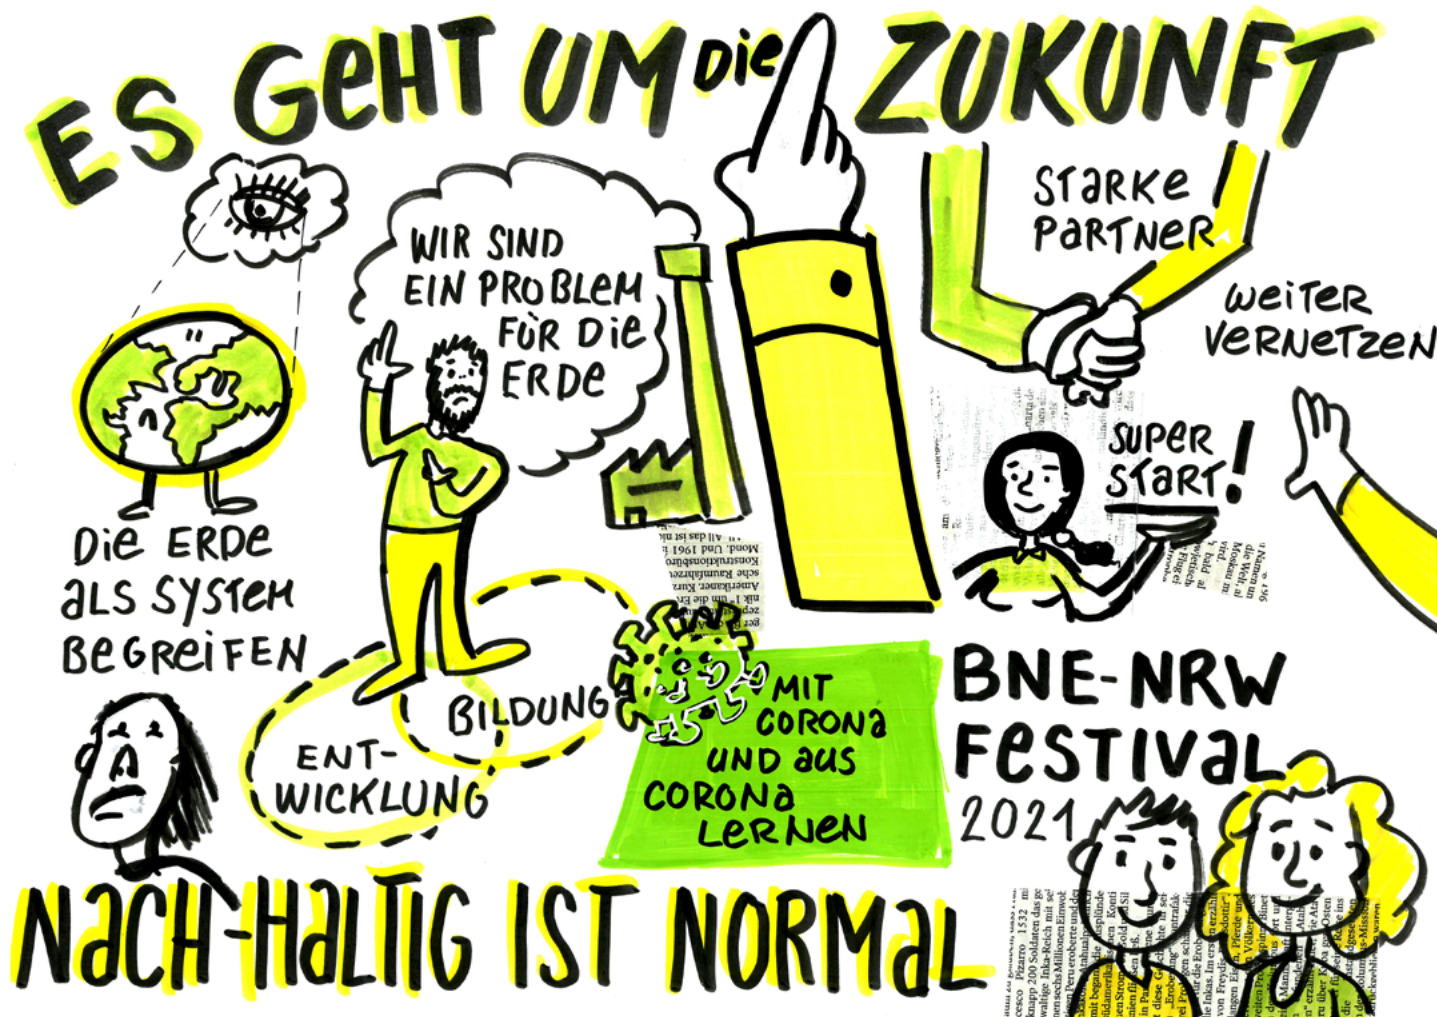 ES GEHT UM DIE ZUKUNFT
WIR SIND
EIN PROBLEM
FÜR DIE
ERDE
STARKE
PARTNER
WEITER
VERNETZEN
SUPER
START!
DIE ERDE
ALS SYSTEM
BEGREIFEN
BILDUNG
ENT-
WICKLUNG
MIT
CORONA
UND AUS
CORONA
LERNEN
BNE-NRW
FESTIVAL
2021
NACH-HALTIG IST NORMAL